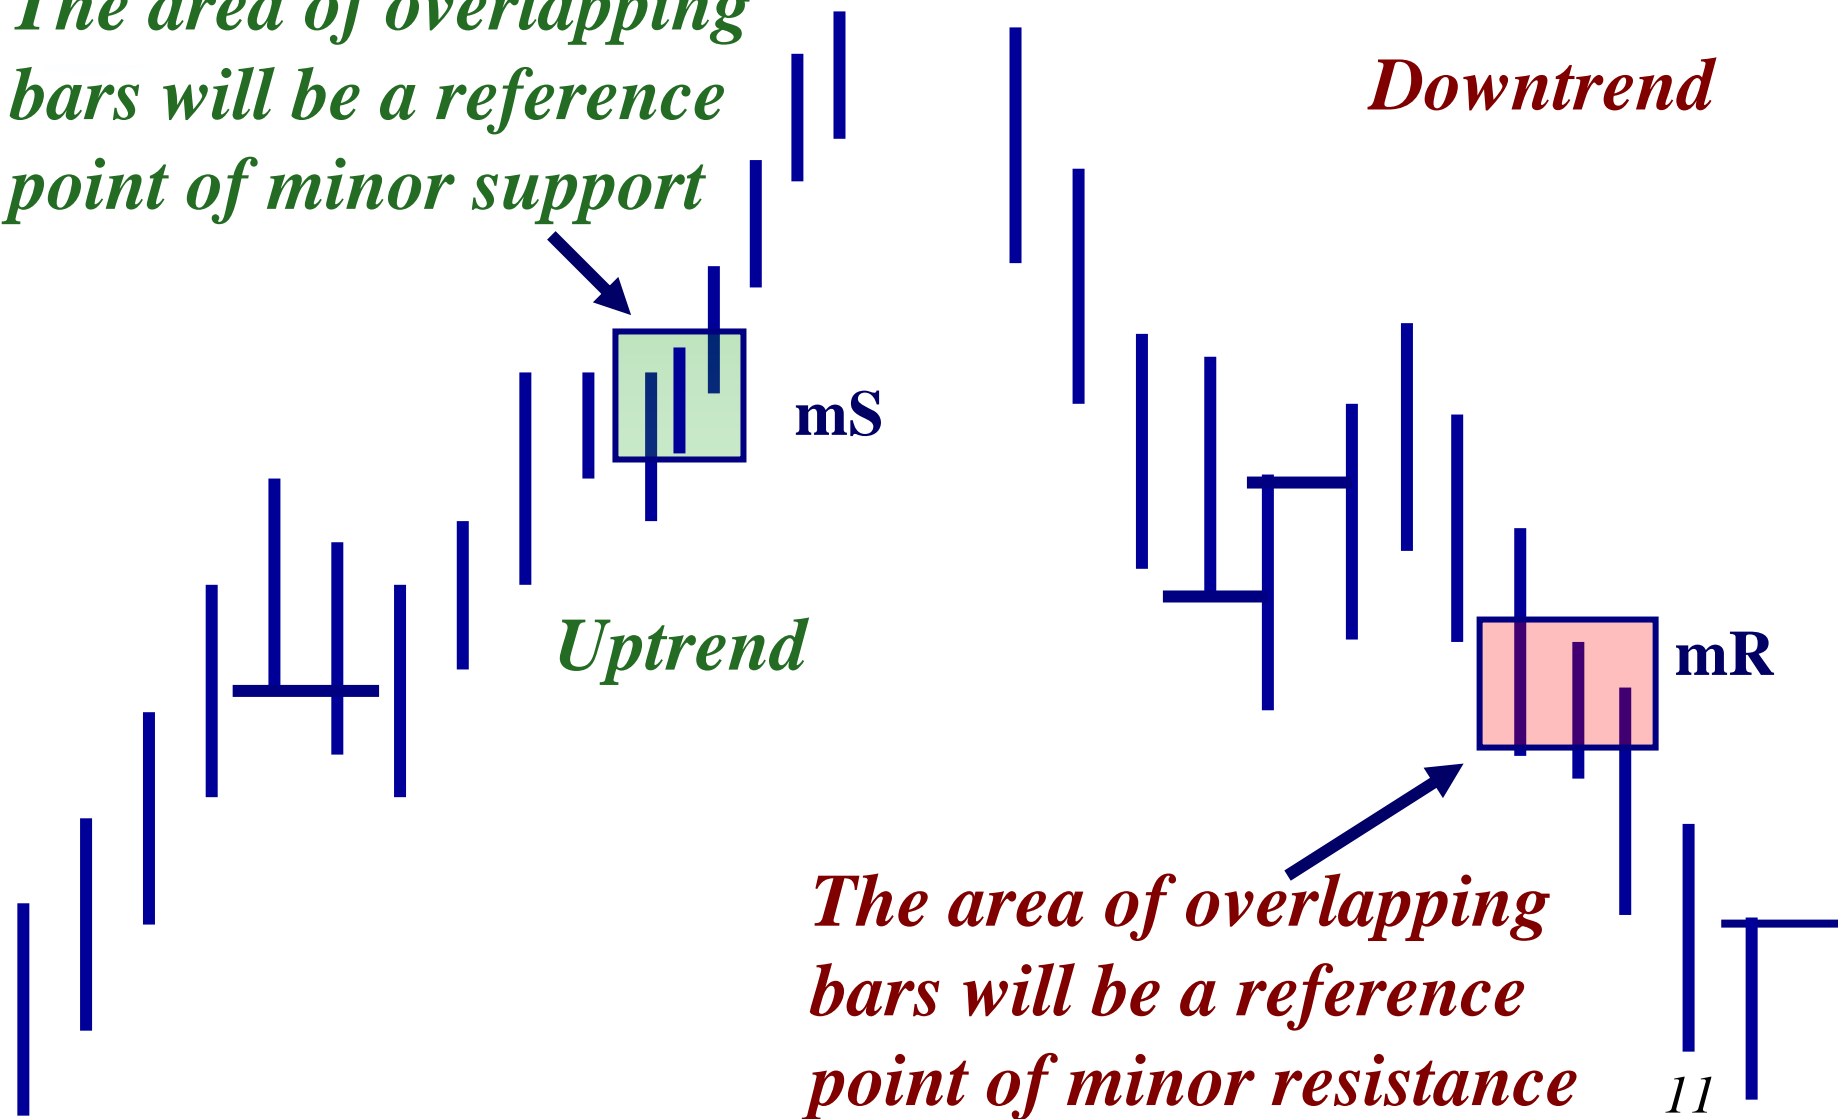 The area of overlapping
bars will be a reference
point of minor support
Downtrend
mS
Uptrend
mR
The area of overlapping
bars will be a reference
point of minor resistance
11